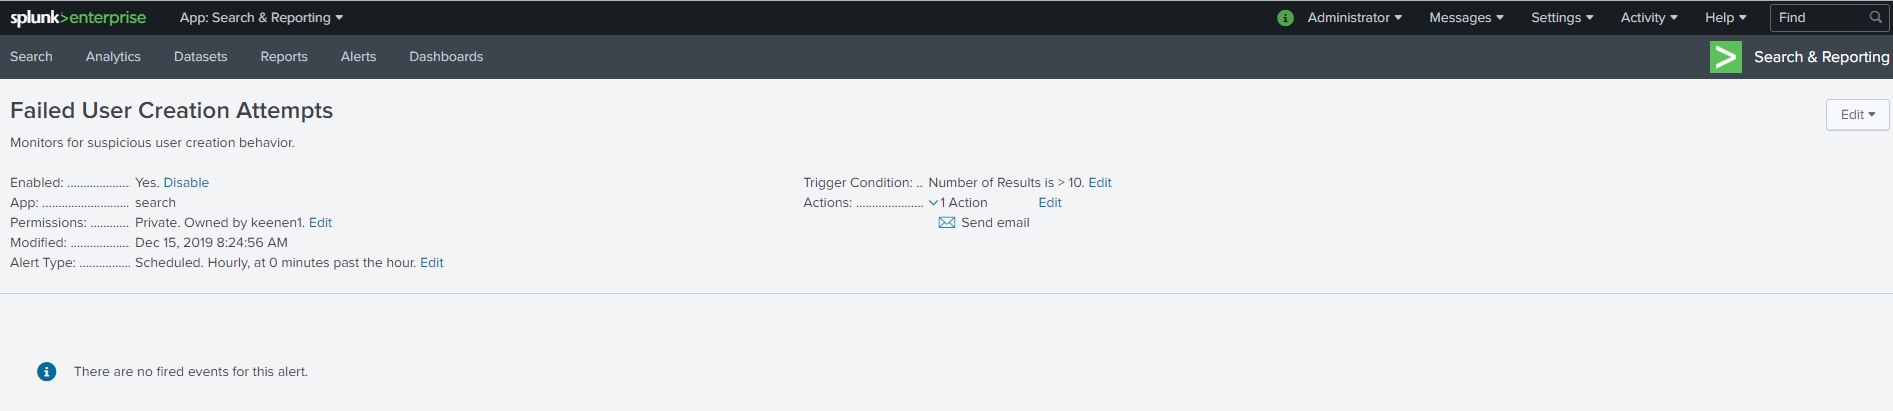 splunk>enterprise App: Search & Reporting ▾ i Administrator ▾ Messages ▾ Settings ▾ Activity ▾ Help ▾ Find
Search Analytics Datasets Reports Alerts Dashboards > Search & Reporting
Failed User Creation Attempts
Edit ▾
Monitors for suspicious user creation behavior.
Enabled: ................... Yes. Disable
App: ........................... search
Permissions: ............ Private. Owned by keenen1. Edit
Modified: .................. Dec 15, 2019 8:24:56 AM
Alert Type: ................ Scheduled. Hourly, at 0 minutes past the hour. Edit
Trigger Condition: .. Number of Results is > 10. Edit
Actions: ..................... 1 Action Edit
Send email
i There are no fired events for this alert.